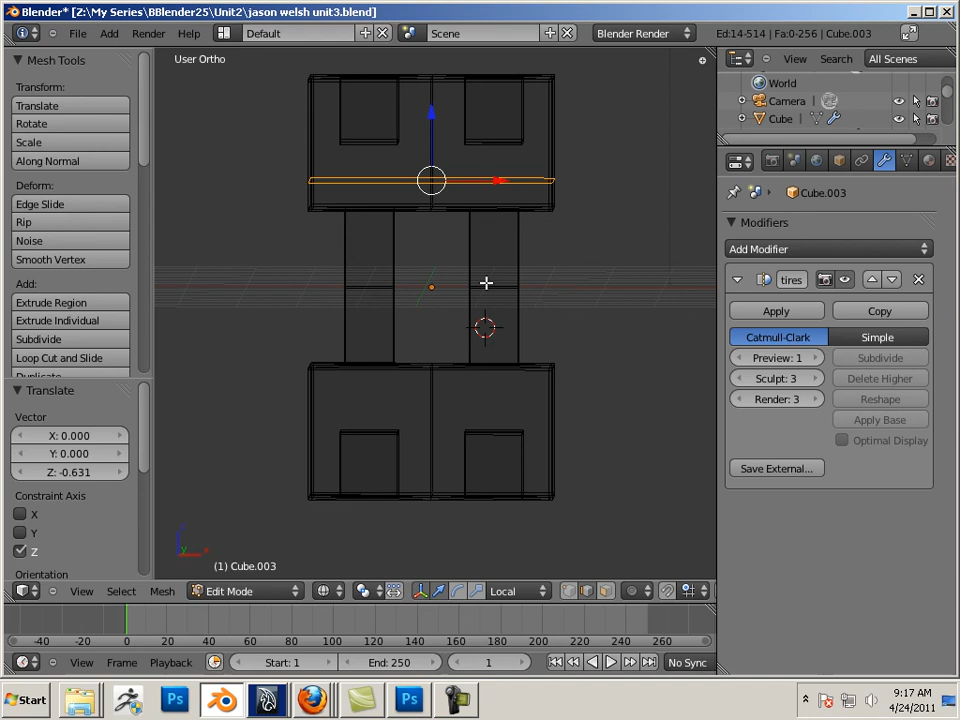 Blender* [Z:\My Series\BBlender25\Unit2\jason welsh unit3.blend]
File Add Render Help Default Scene Blender Render Ed:14-514 | Fa:0-256 | Cube.003
Mesh Tools
Transform:
Translate
Rotate
Scale
Along Normal
Deform:
Edge Slide
Rip
Noise
Smooth Vertex
Add:
Extrude Region
Extrude Individual
Subdivide
Loop Cut and Slide
Duplicate
Translate
Vector
X: 0.000
Y: 0.000
Z: -0.631
Constraint Axis
X
Y
Z
Orientation
User Ortho
(1) Cube.003
View Search All Scenes
World
Camera
Cube
Cube.003
Modifiers
Add Modifier
tires
Apply Copy
Catmull-Clark Simple
Preview: 1 Subdivide
Sculpt: 3 Delete Higher
Render: 3 Reshape
Apply Base
Optimal Display
Save External...
View Select Mesh Edit Mode Local
-40 -20 0 20 40 60 80 100 120 140 160 180 200 220 240 260
View Frame Playback Start: 1 End: 250 1 No Sync
Start Ps Ps 9:17 AM
4/24/2011